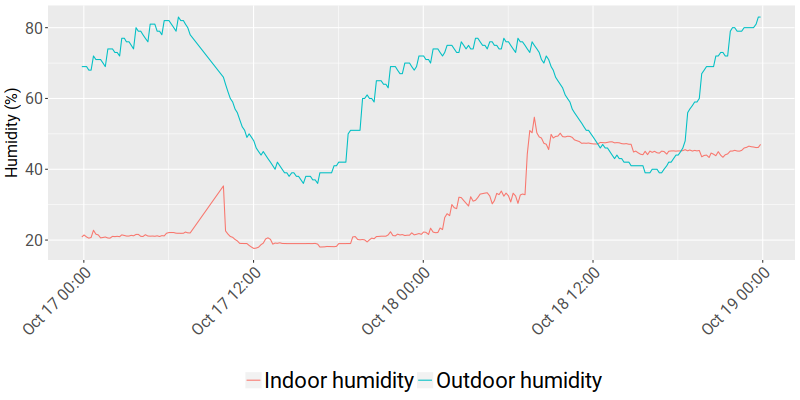 Humidity (%)
80
60
40
20
Oct 17 00:00
Oct 17 12:00
Oct 18 00:00
Oct 18 12:00
Oct 19 00:00
Indoor humidity Outdoor humidity